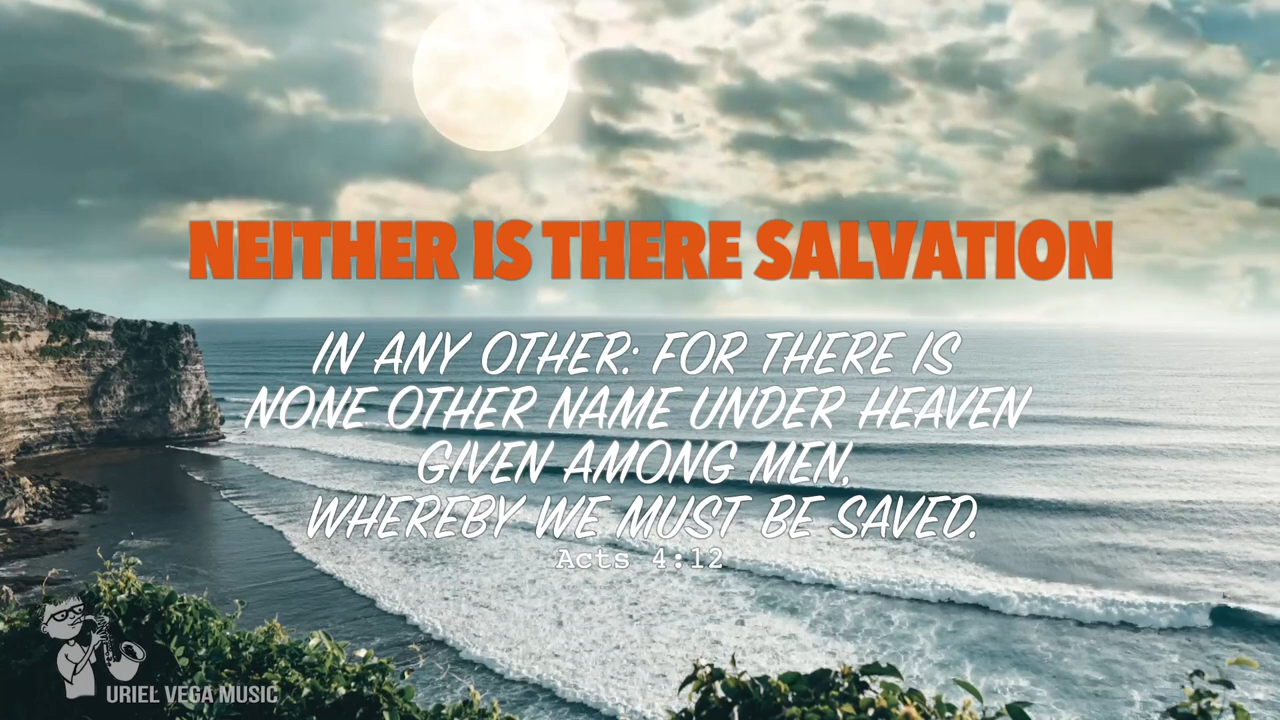 NEITHER IS THERE SALVATION
IN ANY OTHER: FOR THERE IS
NONE OTHER NAME UNDER HEAVEN
GIVEN AMONG MEN,
WHEREBY WE MUST BE SAVED.
Acts 4:12
URIEL VEGA MUSIC